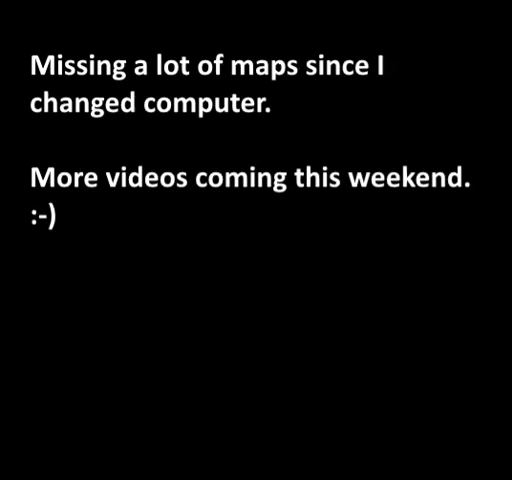 Missing a lot of maps since I
changed computer.
More videos coming this weekend.
:-)